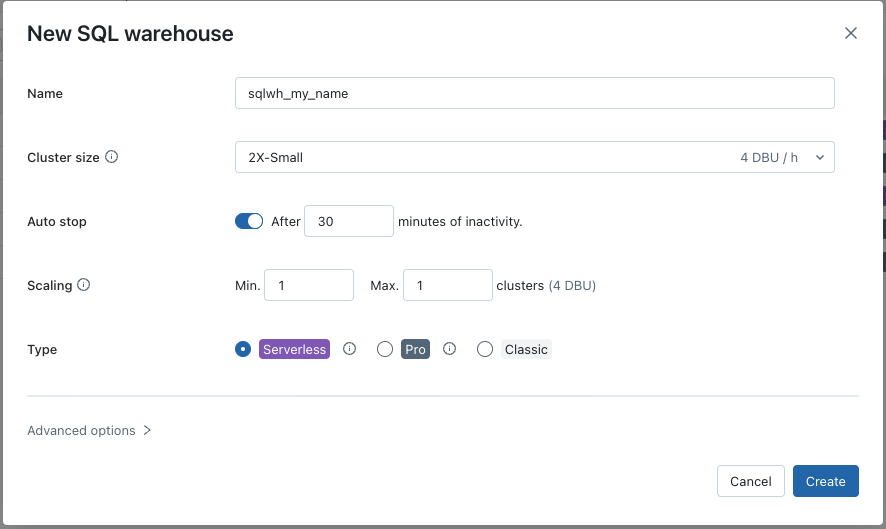 New SQL warehouse
Name sqlwh_my_name
Cluster size 2X-Small 4 DBU / h
Auto stop After 30 minutes of inactivity.
Scaling Min. 1 Max. 1 clusters (4 DBU)
Type Serverless Pro Classic
Advanced options
Cancel Create